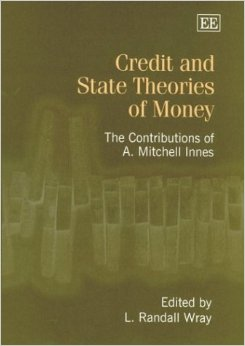 EE
Credit and
State Theories
of Money
The Contributions of
A. Mitchell Innes
Edited by
L. Randall Wray